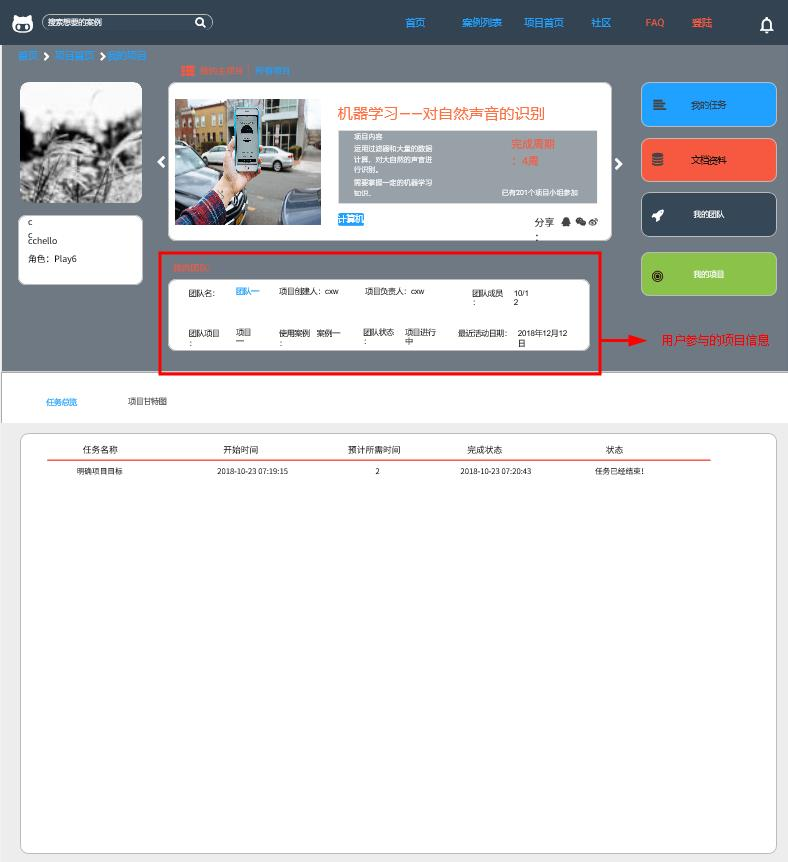 搜索想要的案例
首页 案例列表 项目首页 社区 FAQ 登陆
首页 项目首页 我的项目
我的主项目 | 所有项目
机器学习——对自然声音的识别
项目内容
运用过滤器和大量的数据
计算，对大自然的声音进
行识别。
需要掌握一定的机器学习
知识。
完成周期
：4周
已有201个项目小组参加
计算机
分享
：
我的任务
文档资料
我的团队
我的项目
c
c
cchello
角色：Play6
我的团队
团队名： 团队一 项目创建人：cxw 项目负责人：cxw 团队成员
： 10/1
2
团队项目
： 项目
一 使用案例
： 案例一 团队状态
： 项目进行
中 最近活动日期： 2018年12月12
日
用户参与的项目信息
任务总览 项目甘特图
任务名称 开始时间 预计所需时间 完成状态 状态
明确项目目标 2018-10-23 07:19:15 2 2018-10-23 07:20:43 任务已经结束!